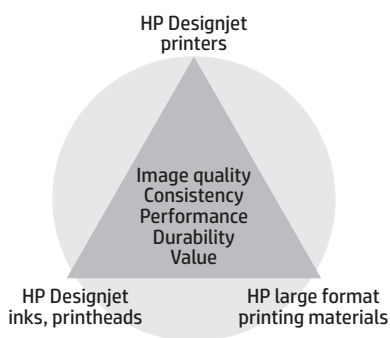 HP Designjet
printers
Image quality
Consistency
Performance
Durability
Value
HP Designjet
inks, printheads
HP large format
printing materials